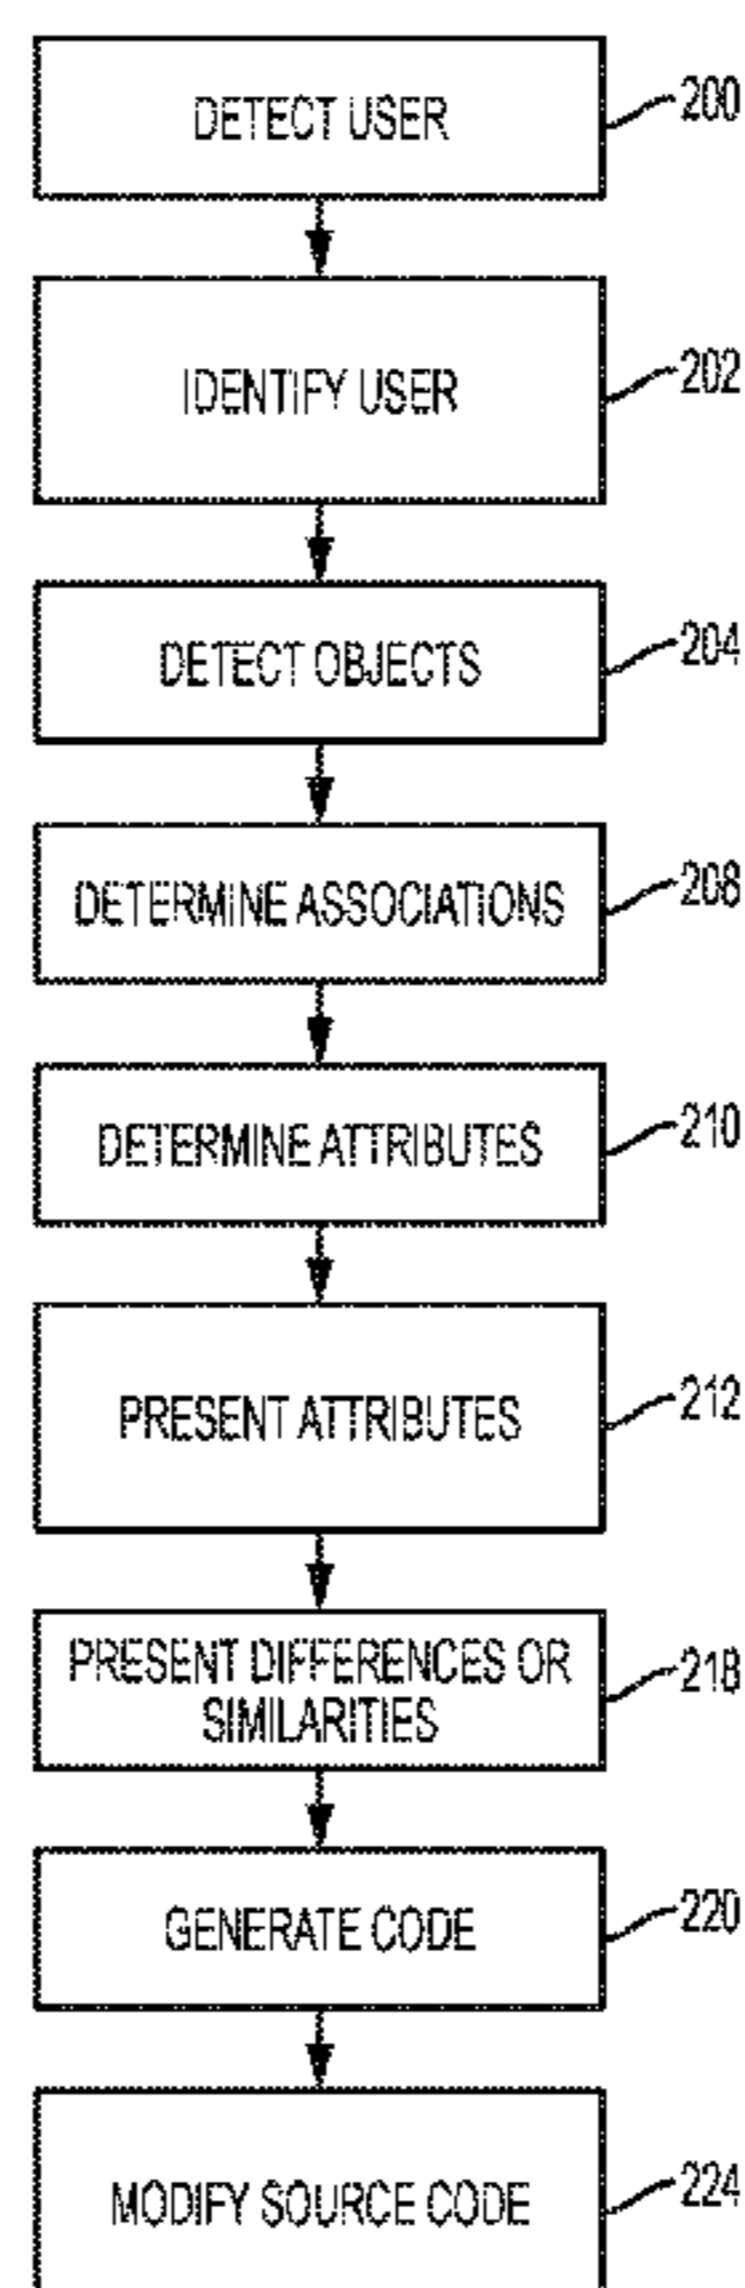 DETECT USER
200
IDENTIFY USER
202
DETECT OBJECTS
204
DETERMINE ASSOCIATIONS
208
DETERMINE ATTRIBUTES
210
PRESENT ATTRIBUTES
212
PRESENT DIFFERENCES OR
SIMILARITIES
218
GENERATE CODE
220
MODIFY SOURCE CODE
224